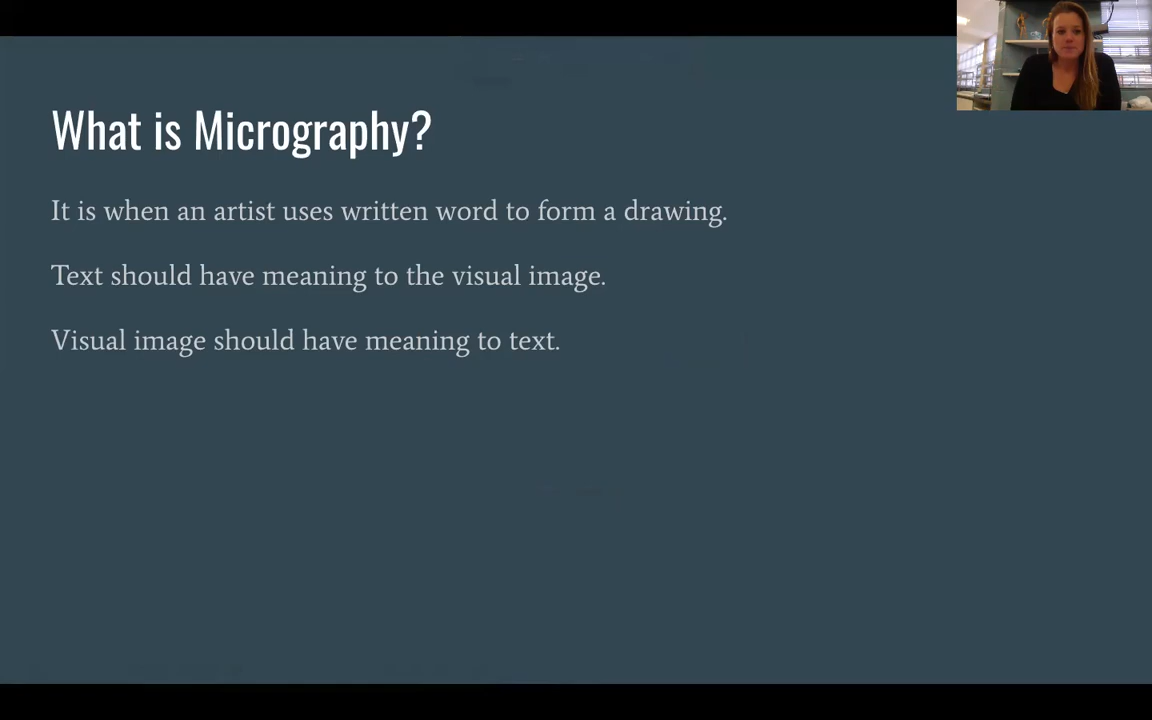 What is Micrography?
It is when an artist uses written word to form a drawing.
Text should have meaning to the visual image.
Visual image should have meaning to text.